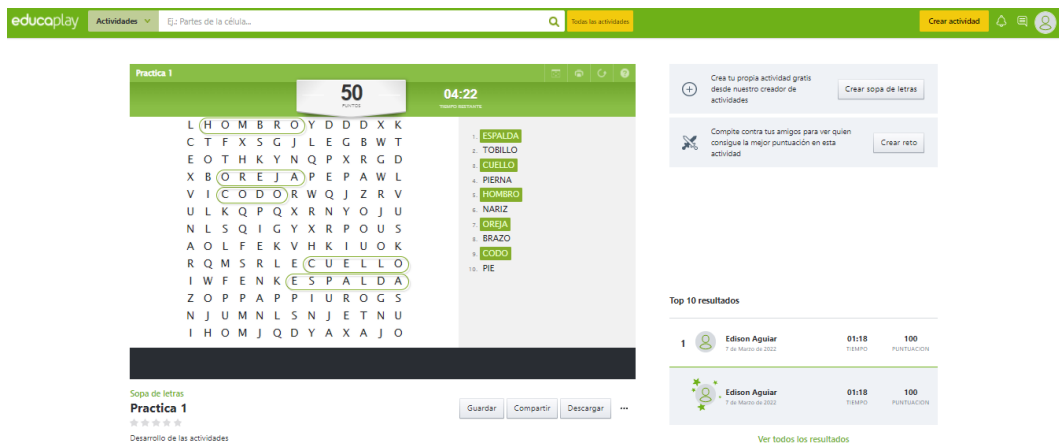 educaplay Actividades Ej.: Partes de la célula... Todas las actividades Crear actividad
Practica 1
50
PUNTOS
04:22
TIEMPO RESTANTE
L H O M B R O Y D D D X K
C T F X S G J L E G B W T
E O T H K Y N Q P X R G D
X B O R E J A P E P A W L
V I C O D O R W Q J Z R V
U L K Q P Q X R N Y O J U
N L S Q I G Y X R P O U S
A O L F E K V H K I U O K
R Q M S R L E C U E L L O
I W F E N K E S P A L D A
Z O P P A P P I U R O G S
N J U M N L S N J E T N U
I H O M J Q D Y A X A J O
1. ESPALDA
2. TOBILLO
3. CUELLO
4. PIERNA
5. HOMBRO
6. NARIZ
7. OREJA
8. BRAZO
9. CODO
10. PIE
Sopa de letras
Practica 1
Guardar Compartir Descargar ...
Desarrollo de las actividades
Crea tu propia actividad gratis
desde nuestro creador de
actividades
Crear sopa de letras
Compite contra tus amigos para ver quien
consigue la mejor puntuación en esta
actividad
Crear reto
Top 10 resultados
1 Edison Aguiar 01:18 100
7 de Marzo de 2022 TIEMPO PUNTUACION
Edison Aguiar 01:18 100
7 de Marzo de 2022 TIEMPO PUNTUACION
Ver todos los resultados